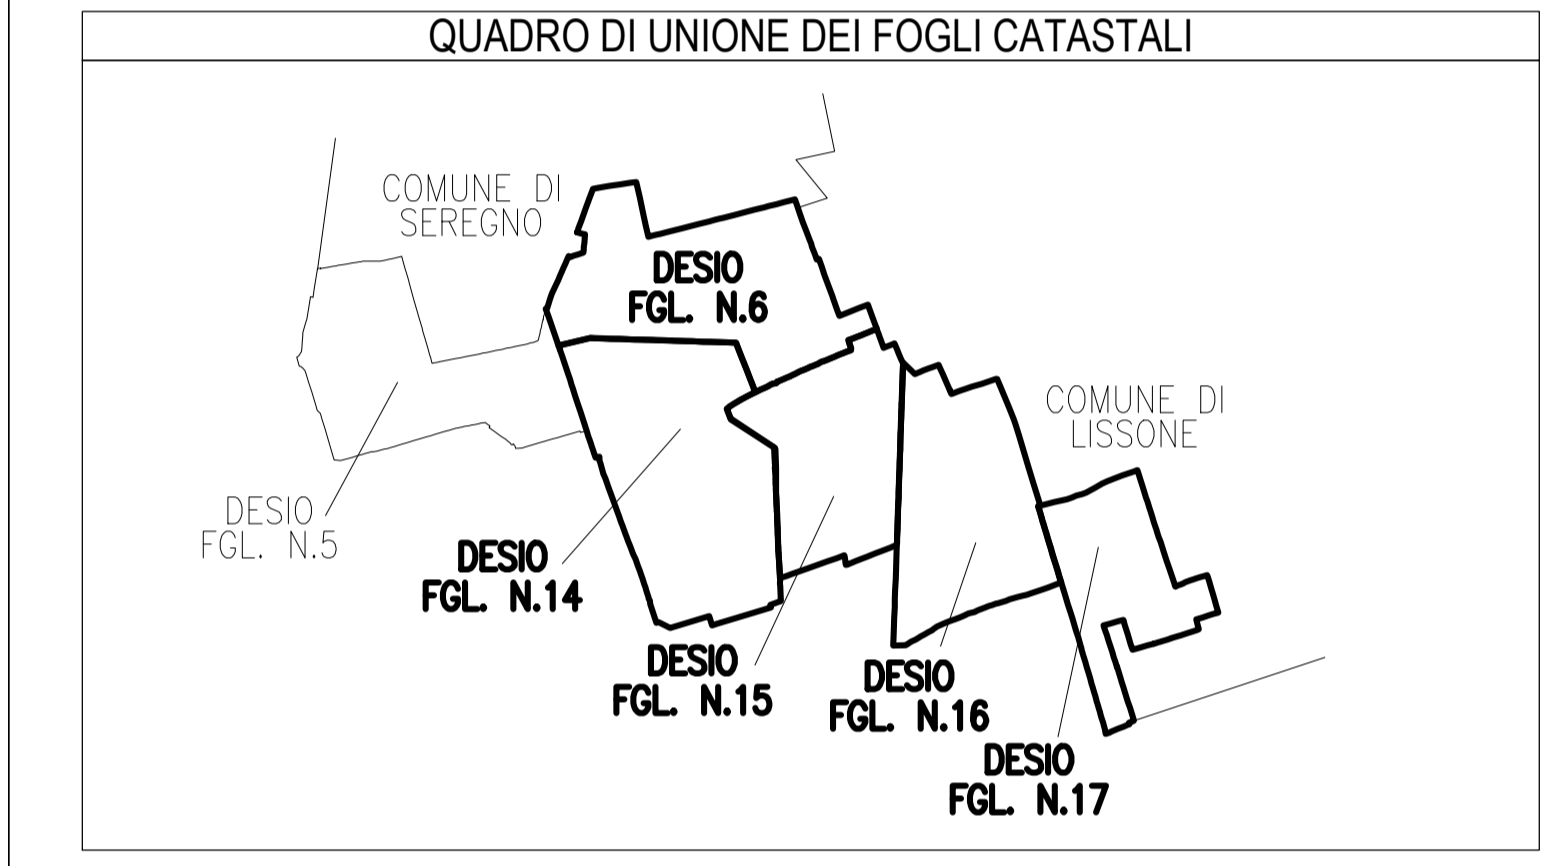 QUADRO DI UNIONE DEI FOGLI CATASTALI
COMUNE DI
SEREGNO
DESIO
FGL. N.6
COMUNE DI
LISSONE
DESIO
FGL. N.5
DESIO
FGL. N.14
DESIO
FGL. N.15
DESIO
FGL. N.16
DESIO
FGL. N.17